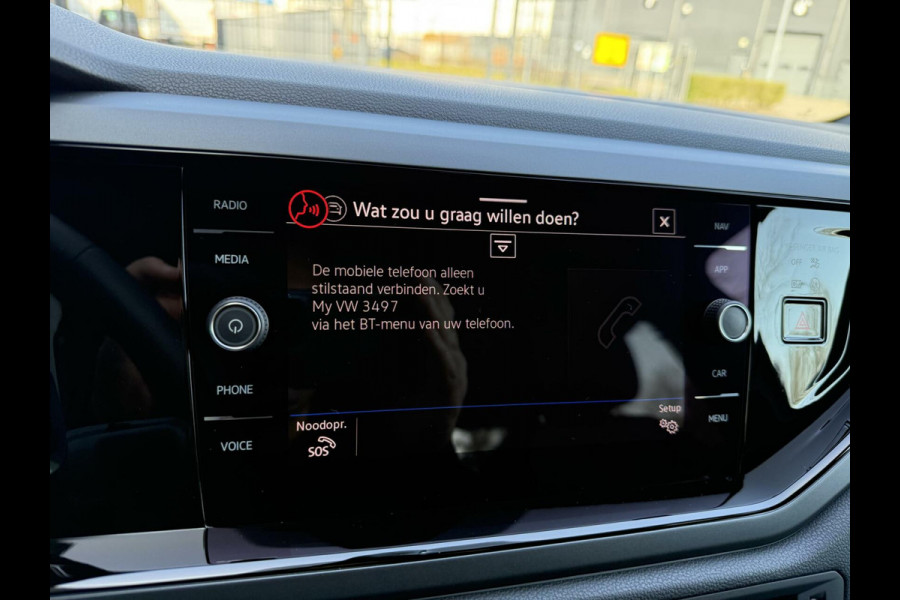 RADIO
MEDIA
PHONE
VOICE
Wat zou u graag willen doen?
X
De mobiele telefoon alleen
stilstaand verbinden. Zoekt u
My VW 3497
via het BT-menu van uw telefoon.
Noodopr.
SOS
Setup
NAV
APP
CAR
MENU
OFF